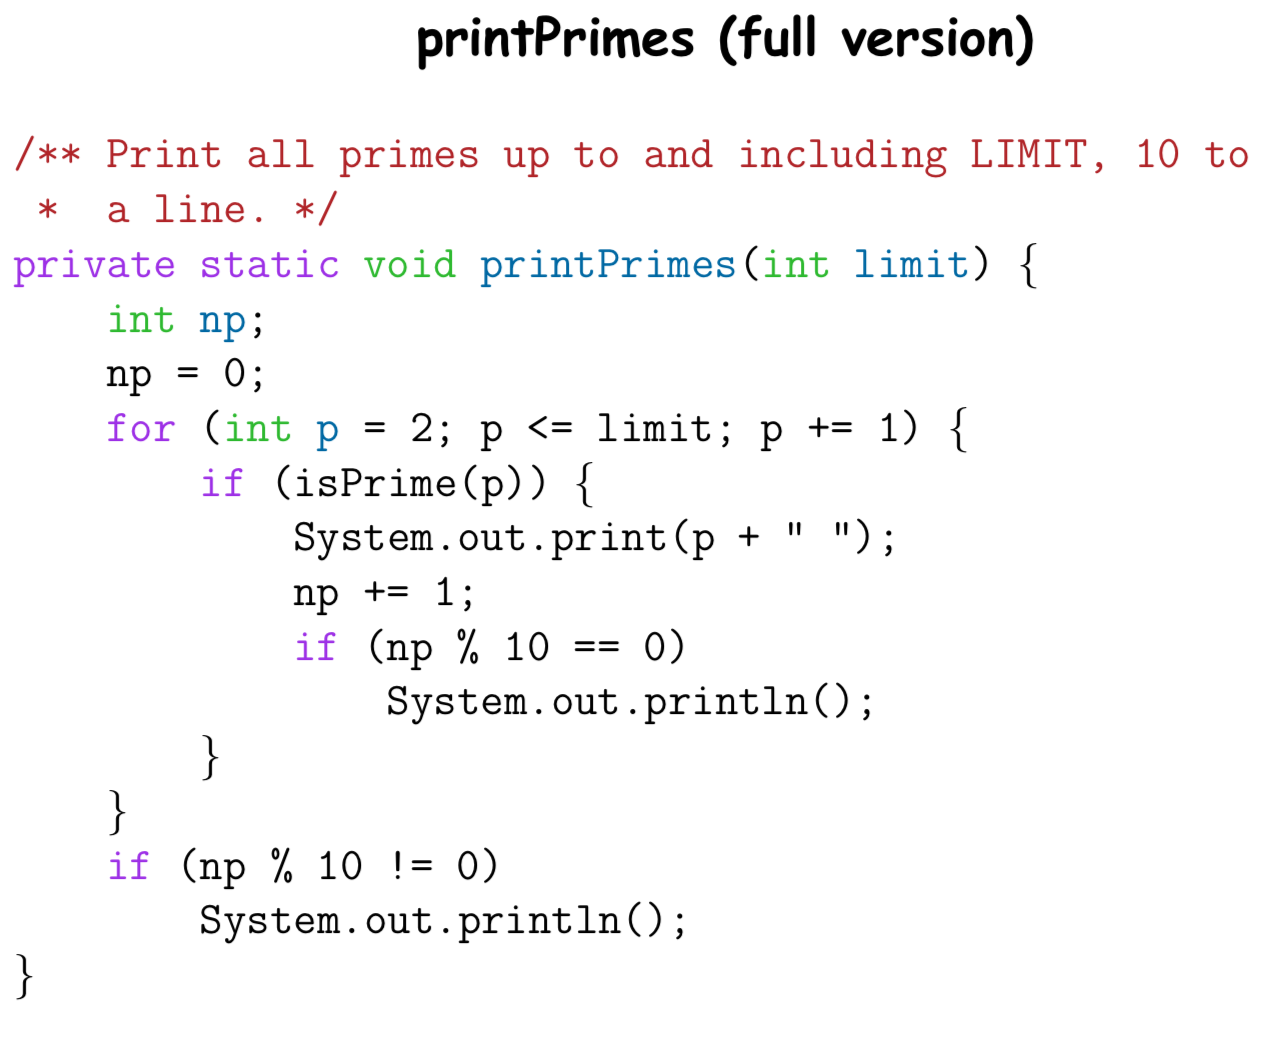 printPrimes (full version)
/** Print all primes up to and including LIMIT, 10 to
 *  a line. */
private static void printPrimes(int limit) {
    int np;
    np = 0;
    for (int p = 2; p <= limit; p += 1) {
        if (isPrime(p)) {
            System.out.print(p + " ");
            np += 1;
            if (np % 10 == 0)
                System.out.println();
        }
    }
    if (np % 10 != 0)
        System.out.println();
}